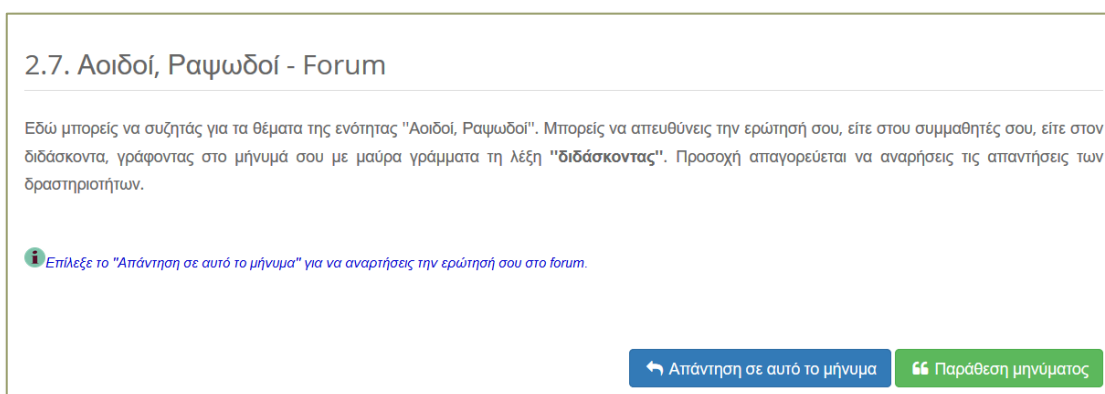 2.7. Αοιδοί, Ραψωδοί - Forum
Εδώ μπορείς να συζητάς για τα θέματα της ενότητας "Αοιδοί, Ραψωδοί". Μπορείς να απευθύνεις την ερώτησή σου, είτε στου συμμαθητές σου, είτε στον
διδάσκοντα, γράφοντας στο μήνυμά σου με μαύρα γράμματα τη λέξη "διδάσκοντας". Προσοχή απαγορεύεται να αναρήσεις τις απαντήσεις των
δραστηριοτήτων.
Επίλεξε το "Απάντηση σε αυτό το μήνυμα" για να αναρτήσεις την ερώτησή σου στο forum.
Απάντηση σε αυτό το μήνυμα Παράθεση μηνύματος